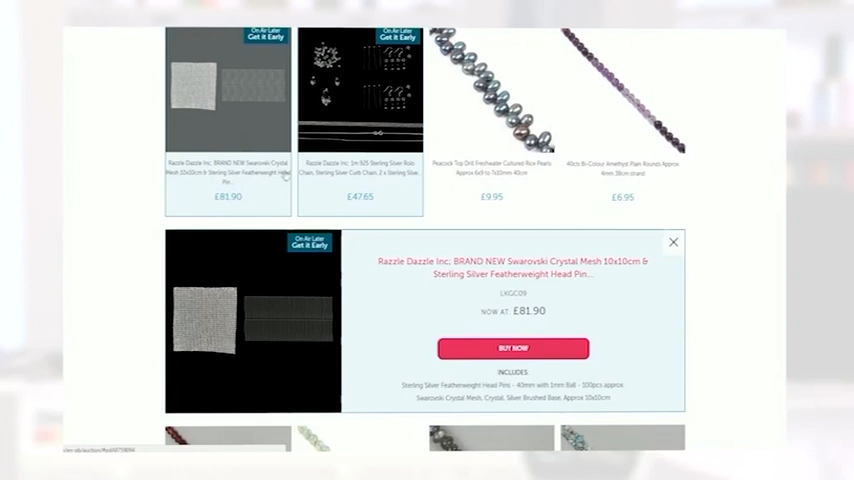 On Air Later
Get it Early
On Air Later
Get it Early
Razzle Dazzle Inc; BRAND NEW Swarovski Crystal
Mesh 10x10cm & Sterling Silver Featherweight Head
Pin...
£81.90
Razzle Dazzle Inc; 1m 925 Sterling Silver Rolo
Chain, Sterling Silver Curb Chain, 2 x Sterling Silve...
£47.65
Peacock Top Drill Freshwater Cultured Rice Pearls
Approx 6x9 to 7x10mm 40cm
£9.95
40cts Bi-Colour Amethyst Plain Rounds Approx
4mm 38cm strand
£6.95
On Air Later
Get it Early
Razzle Dazzle Inc; BRAND NEW Swarovski Crystal Mesh 10x10cm &
Sterling Silver Featherweight Head Pin...
LKGC09
NOW AT: £81.90
BUY NOW
INCLUDES:
Sterling Silver Featherweight Head Pins - 40mm with 1mm Ball - 100pcs approx
Swarovski Crystal Mesh, Crystal, Silver Brushed Base, Approx 10x10cm